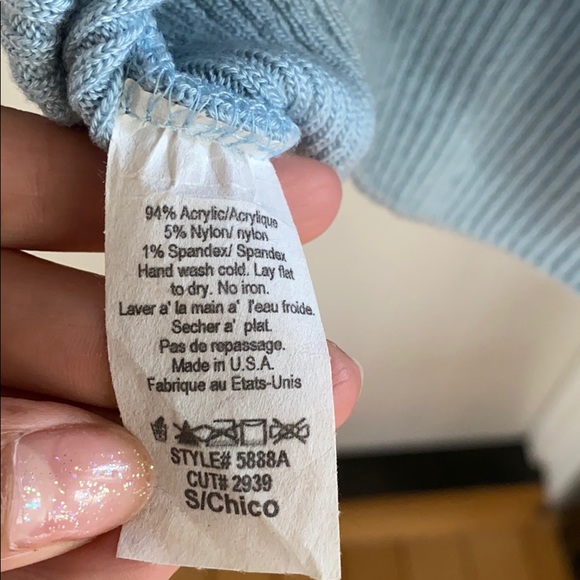 94% Acrylic/Acrylique
5% Nylon/ nylon
1% Spandex/ Spandex
Hand wash cold. Lay flat
to dry. No iron.
Laver a' la main a' l'eau froide.
Secher a' plat.
Pas de repassage.
Made in U.S.A.
Fabrique au Etats-Unis
STYLE# 5888A
CUT# 2939
S/Chico